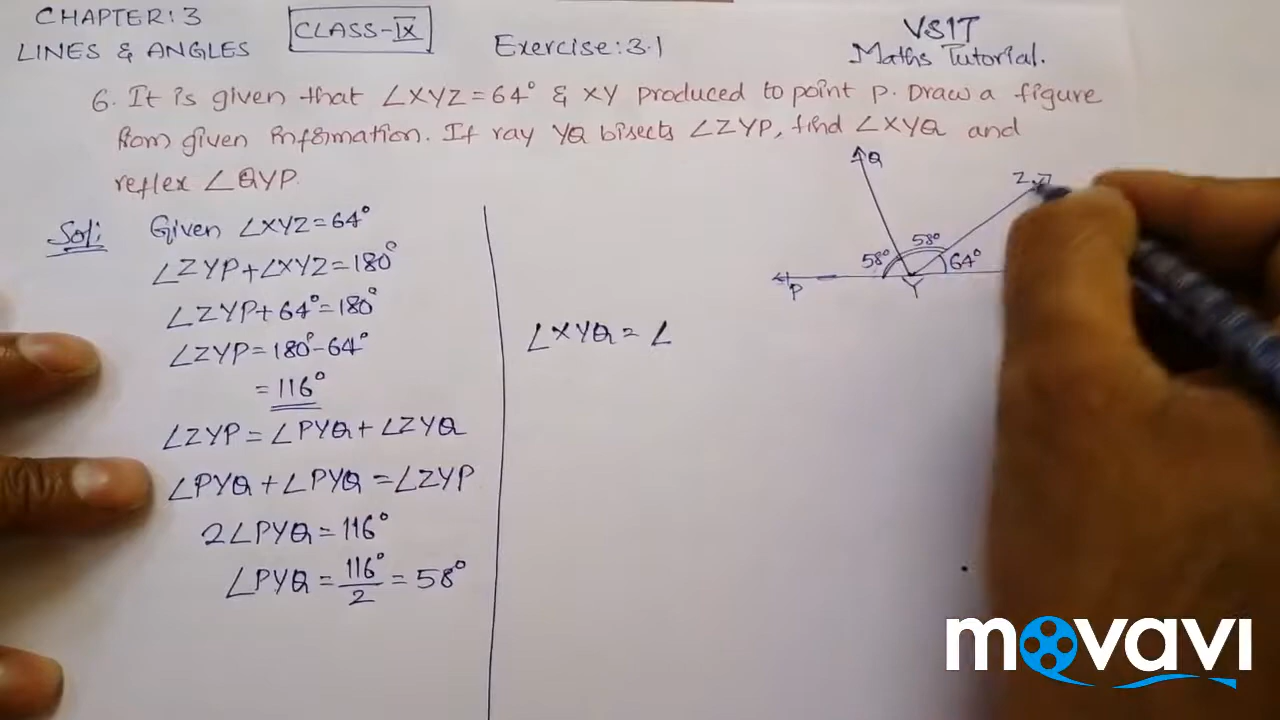 CHAPTER: 3
LINES & ANGLES
CLASS-IX
Exercise: 3.1
VSIT
Maths Tutorial.
6. It is given that ∠XYZ = 64° & XY produced to point P. Draw a figure
from given information. If ray YQ bisects ∠ZYP, find ∠XYQ and
reflex ∠QYP.
Sol:
Given ∠XYZ = 64°
∠ZYP + ∠XYZ = 180°
∠ZYP + 64° = 180°
∠ZYP = 180° - 64°
= 116°
∠ZYP = ∠PYQ + ∠ZYQ
∠PYQ + ∠PYQ = ∠ZYP
2∠PYQ = 116°
∠PYQ = 116°/2 = 58°
∠XYQ = ∠
Q
Z
58°
58°
64°
P
Y
movavi